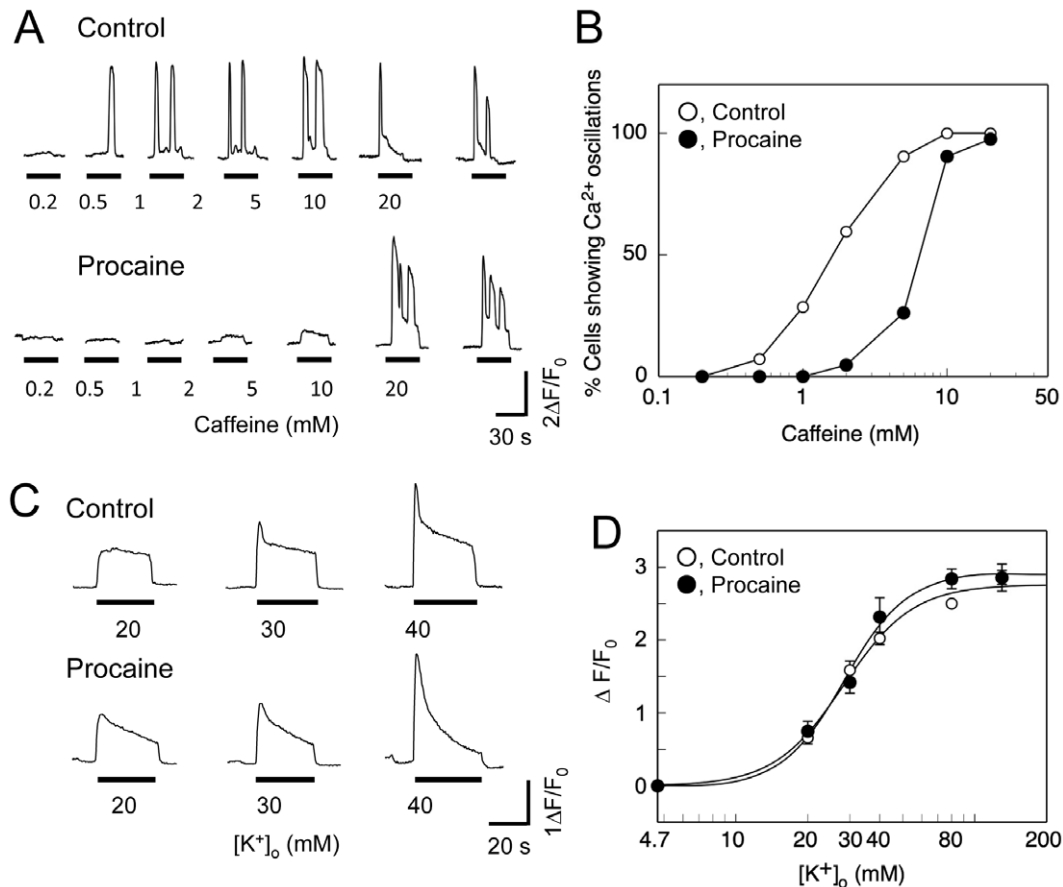 A
Control
0.2 0.5 1 2 5 10 20
Procaine
0.2 0.5 1 2 5 10 20
Caffeine (mM)
2ΔF/F₀
30 s
B
○, Control
●, Procaine
% Cells showing Ca²⁺ oscillations
100
50
0
0.1 1 10 50
Caffeine (mM)
C
Control
20 30 40
Procaine
20 30 40
[K⁺]ₒ (mM)
1ΔF/F₀
20 s
D
○, Control
●, Procaine
Δ F/F₀
3
2
1
0
4.7 10 20 30 40 80 100 200
[K⁺]ₒ (mM)